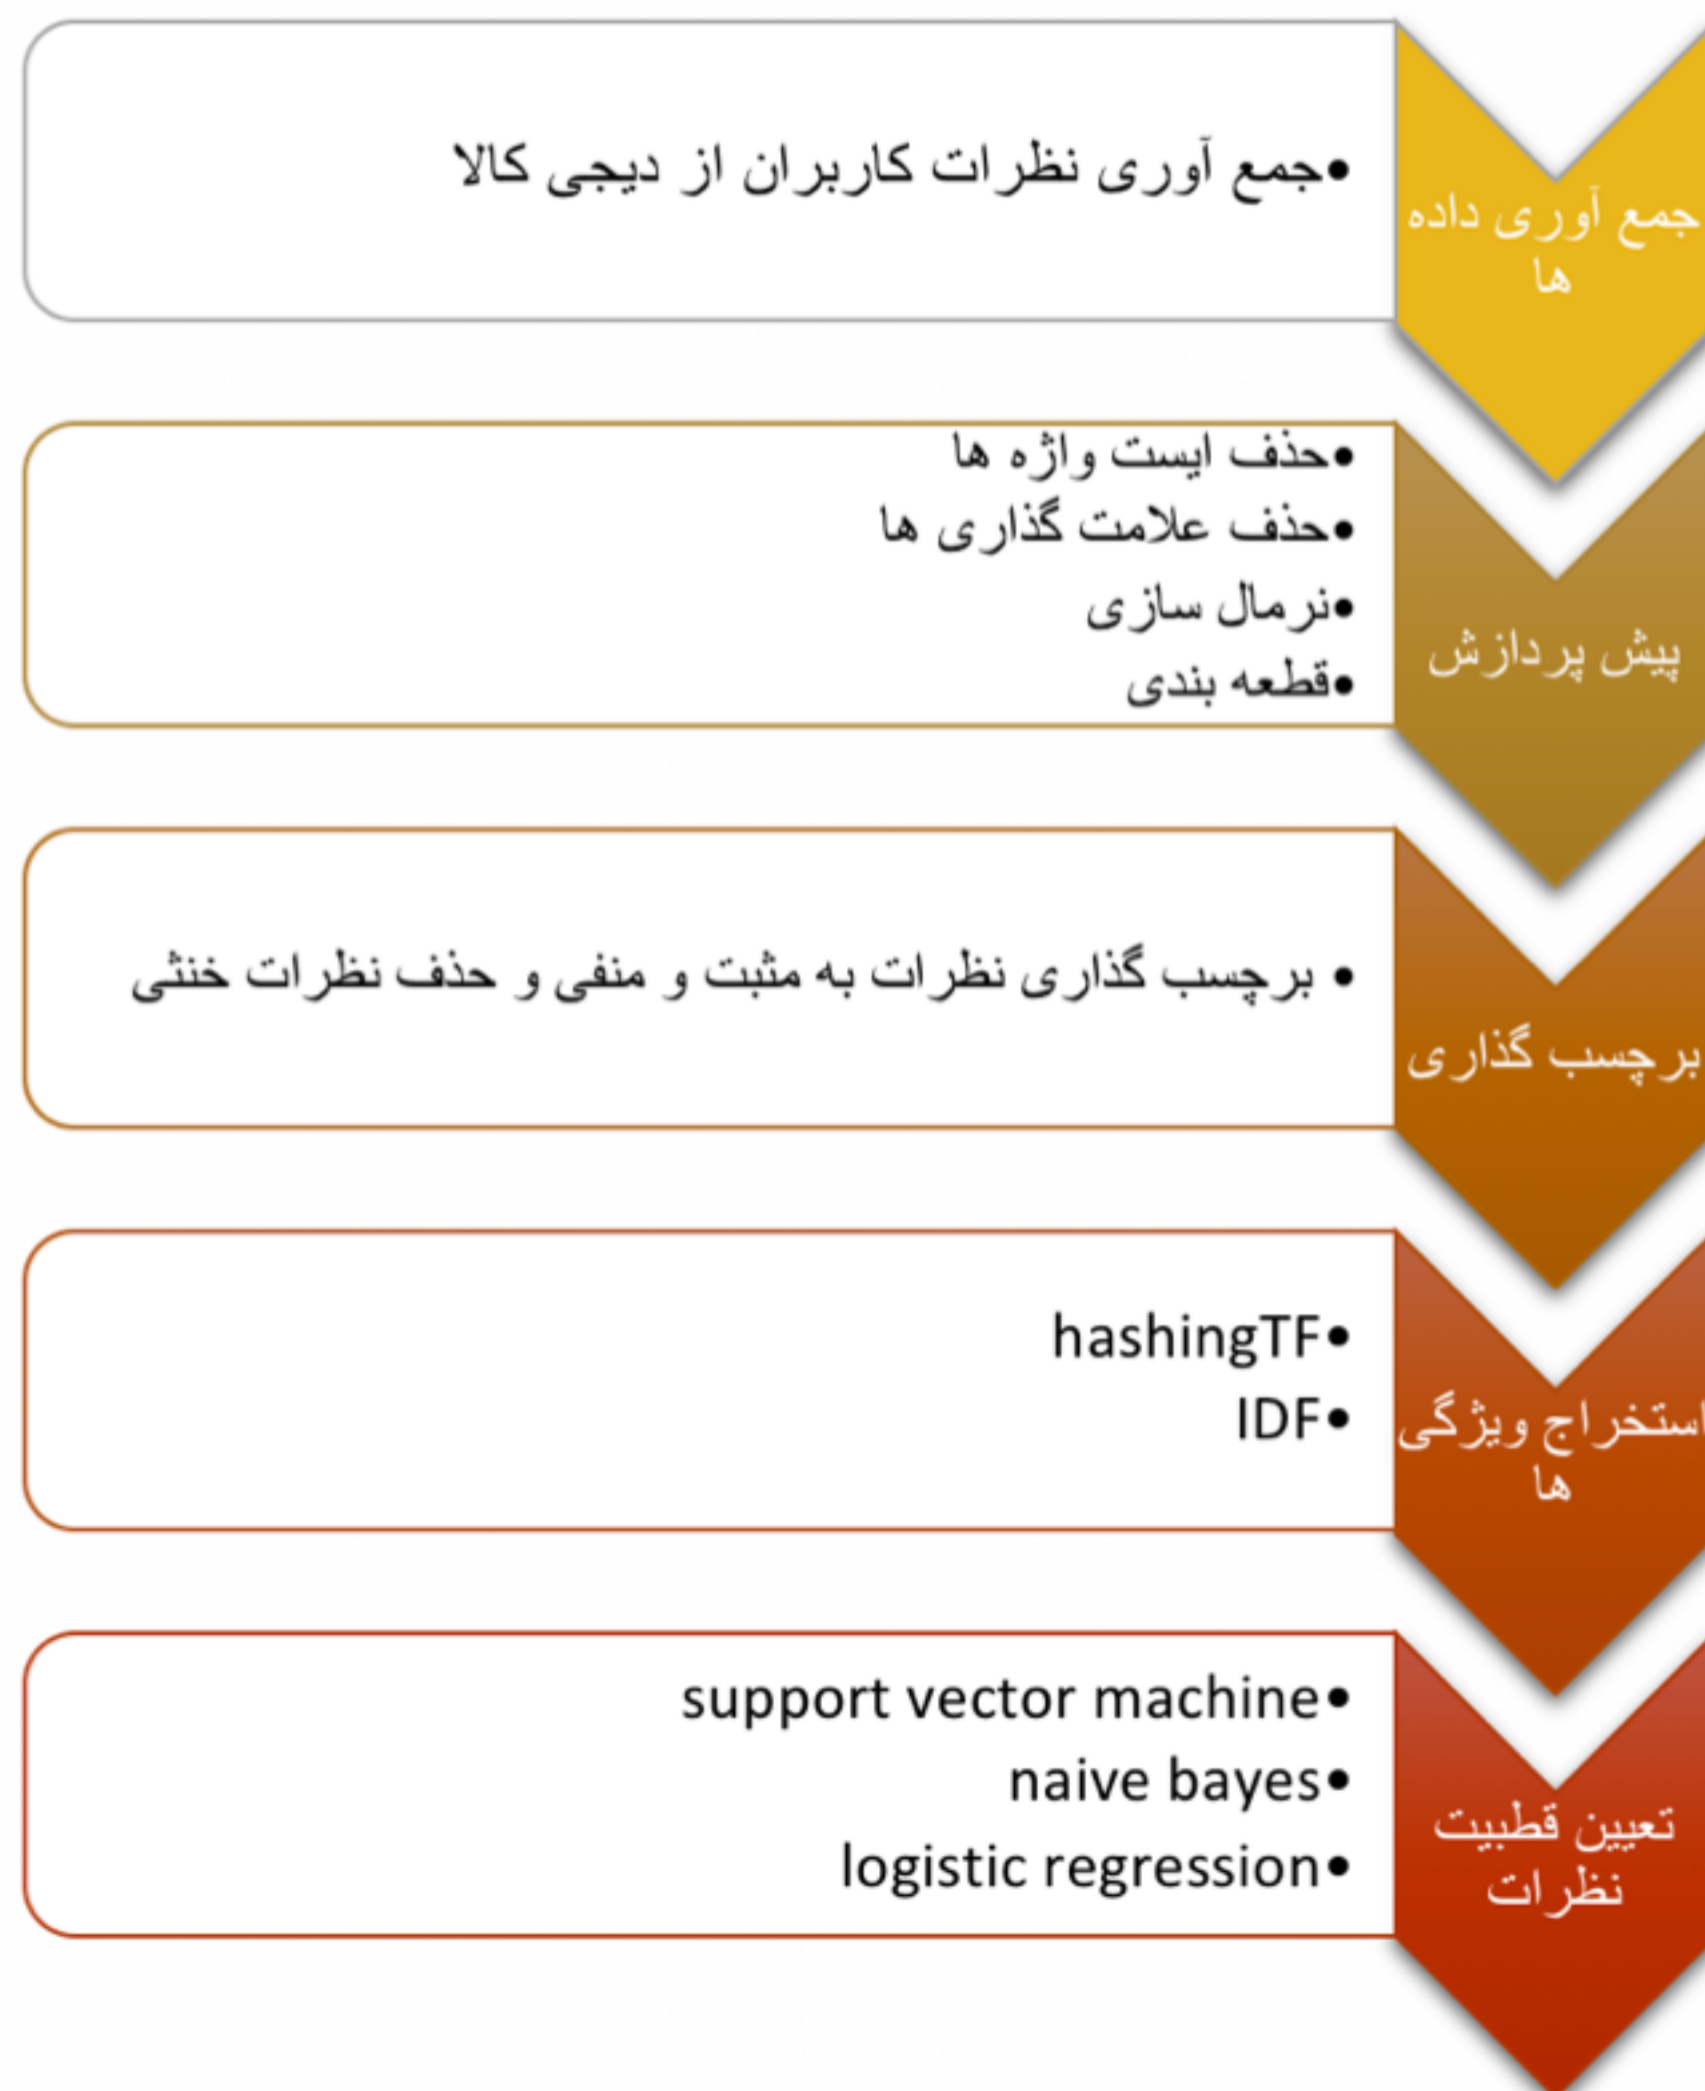 جمع آوری داده
ها
•جمع آوری نظرات کاربران از دیجی کالا
پیش پردازش
•حذف ایست واژه ها
•حذف علامت گذاری ها
•نرمال سازی
•قطعه بندی
برچسب گذاری
• برچسب گذاری نظرات به مثبت و منفی و حذف نظرات خنثی
استخراج ویژگی
ها
•hashingTF
•IDF
تعیین قطبیت
نظرات
•support vector machine
•naive bayes
•logistic regression